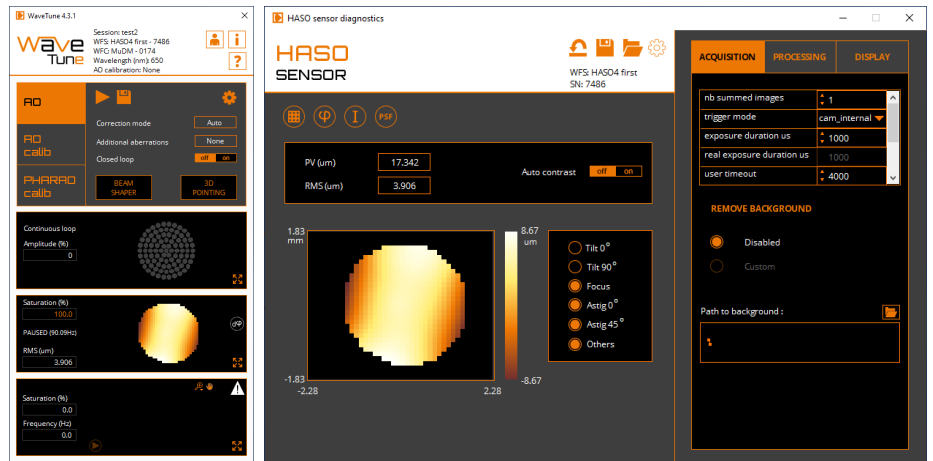 WaveTune 4.3.1
Wave
Tune
Session: test2
WFS: HASO4 first - 7486
WFC: MuDM - 0174
Wavelength (nm): 650
AO calibration: None
i
?
AO
AO
calib
PHARAO
calib
Correction mode
Auto
Additional aberrations
None
Closed loop
off on
BEAM
SHAPER
3D
POINTING
Continuous loop
Amplitude (%)
0
Saturation (%)
100.0
PAUSED (90.09Hz)
RMS (um)
3.906
Saturation (%)
0.0
Frequency (Hz)
0.0
HASO sensor diagnostics
HASO
SENSOR
WFS: HASO4 first
SN: 7486
φ
I
PSF
PV (um)
17.342
RMS (um)
3.906
Auto contrast
off on
1.83
mm
-1.83
-2.28
2.28
8.67
um
-8.67
Tilt 0°
Tilt 90°
Focus
Astig 0°
Astig 45°
Others
ACQUISITION
PROCESSING
DISPLAY
nb summed images
1
trigger mode
cam_internal
exposure duration us
1000
real exposure duration us
1000
user timeout
4000
REMOVE BACKGROUND
Disabled
Custom
Path to background :